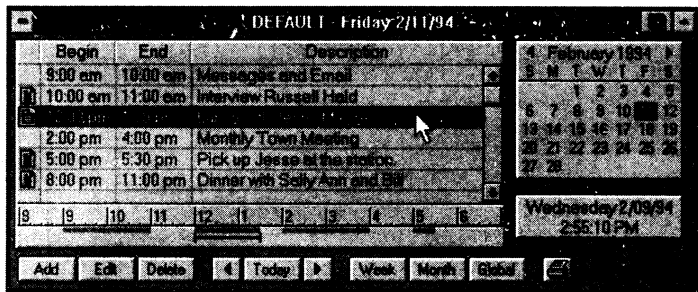 DEFAULT - Friday 2/11/94
Begin End Description
9:00 am 10:00 am Messages and Email
10:00 am 11:00 am Interview Russell Held
2:00 pm 4:00 pm Monthly Town Meeting
5:00 pm 5:30 pm Pick up Jesse at the station.
8:00 pm 11:00 pm Dinner with Sally Ann and Bill
8 9 10 11 12 1 2 3 4 5 6
Add Edit Delete Today Week Month Global
February 1994
S M T W T F S
1 2 3 4 5
6 7 8 9 10 12
13 14 15 16 17 18 19
20 21 22 23 24 25 26
27 28
Wednesday 2/09/94
2:55:10 PM